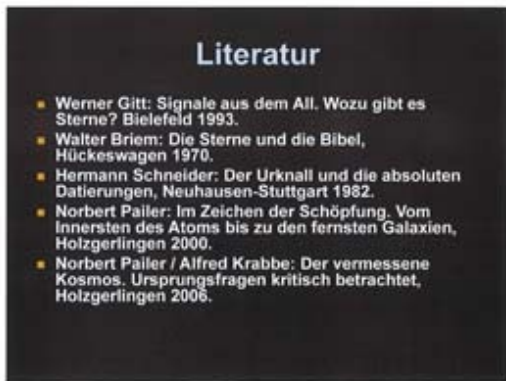 Literatur
Werner Gitt: Signale aus dem All. Wozu gibt es
Sterne? Bielefeld 1993.
Walter Briem: Die Sterne und die Bibel,
Hückeswagen 1970.
Hermann Schneider: Der Urknall und die absoluten
Datierungen, Neuhausen-Stuttgart 1982.
Norbert Pailer: Im Zeichen der Schöpfung. Vom
Innersten des Atoms bis zu den fernsten Galaxien,
Holzgerlingen 2000.
Norbert Pailer / Alfred Krabbe: Der vermessene
Kosmos. Ursprungsfragen kritisch betrachtet,
Holzgerlingen 2006.